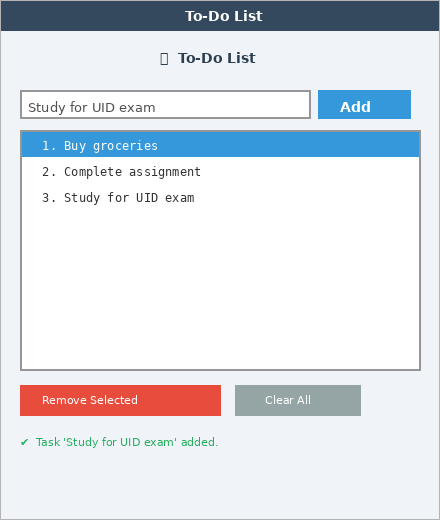 To-Do List
To-Do List
Study for UID exam
Add
1. Buy groceries
2. Complete assignment
3. Study for UID exam
Remove Selected
Clear All
✔ Task 'Study for UID exam' added.